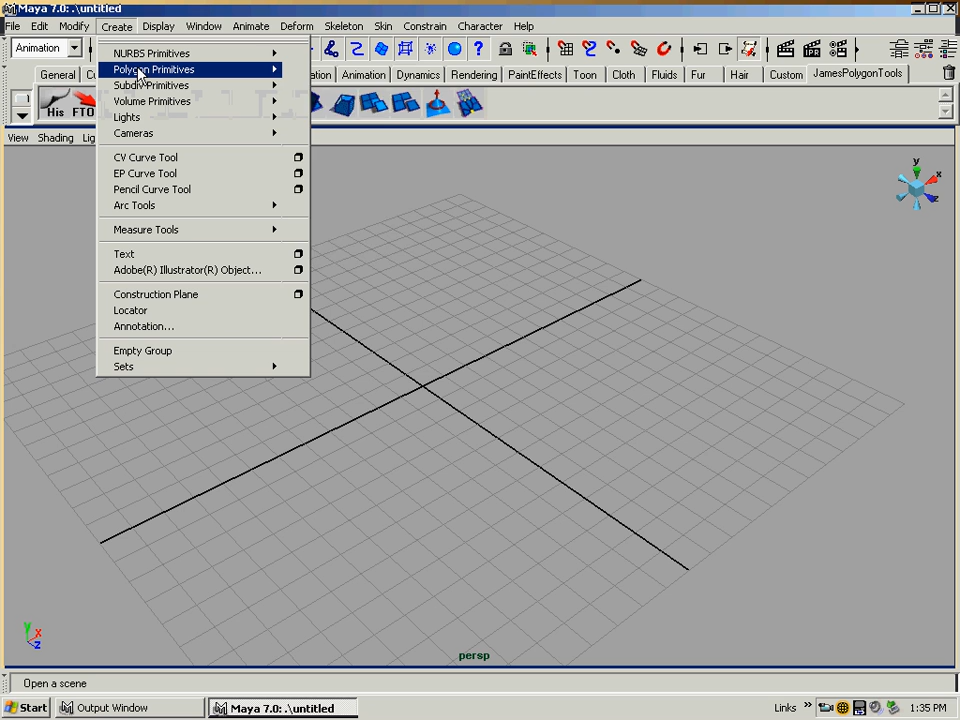 Maya 7.0: .\untitled
File Edit Modify Create Display Window Animate Deform Skeleton Skin Constrain Character Help
Animation
General Animation Dynamics Rendering PaintEffects Toon Cloth Fluids Fur Hair Custom JamesPolygonTools
His FTO
View Shading
NURBS Primitives
Polygon Primitives
Subdiv Primitives
Volume Primitives
Lights
Cameras
CV Curve Tool
EP Curve Tool
Pencil Curve Tool
Arc Tools
Measure Tools
Text
Adobe(R) Illustrator(R) Object...
Construction Plane
Locator
Annotation...
Empty Group
Sets
y
x
z
y
x
z
persp
Open a scene
Start Output Window Maya 7.0: .\untitled Links » 1:35 PM